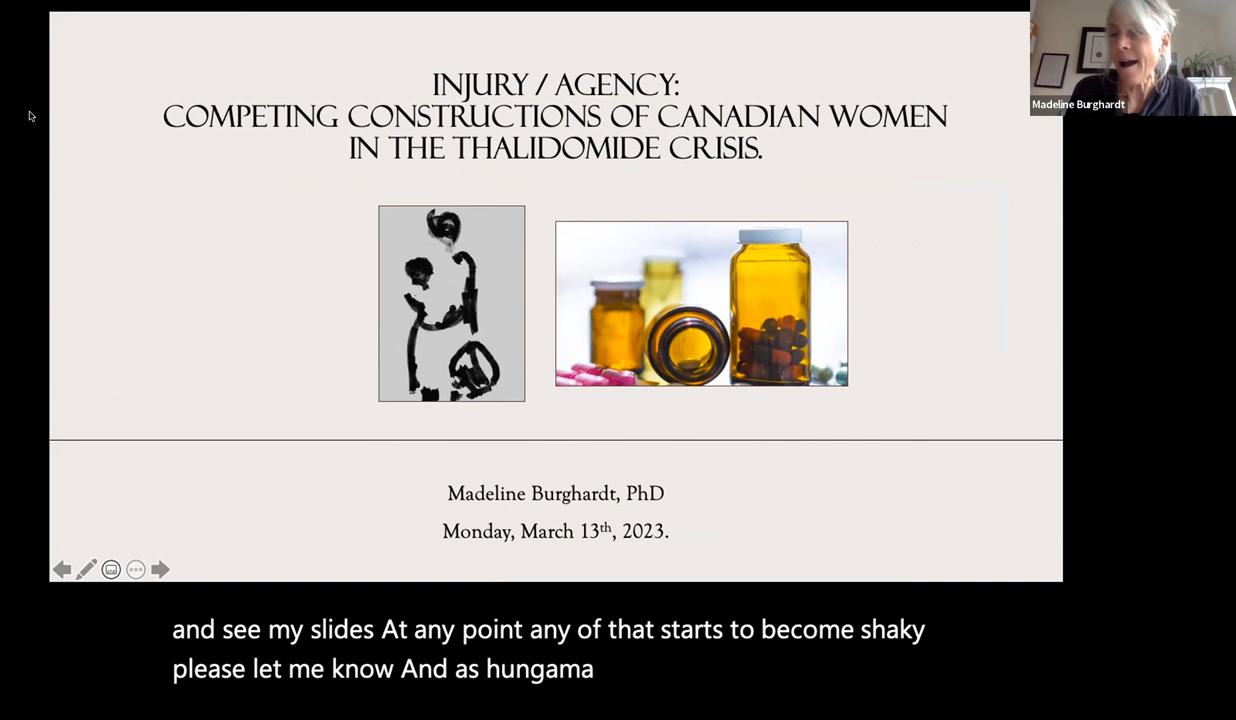 INJURY / AGENCY:
COMPETING CONSTRUCTIONS OF CANADIAN WOMEN
IN THE THALIDOMIDE CRISIS.
Madeline Burghardt
Madeline Burghardt, PhD
Monday, March 13th, 2023.
and see my slides At any point any of that starts to become shaky
please let me know And as hungama